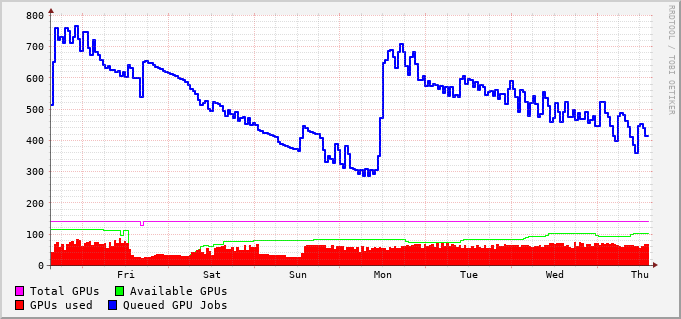 800
700
600
500
400
300
200
100
0
Fri Sat Sun Mon Tue Wed Thu
Total GPUs Available GPUs
GPUs used Queued GPU Jobs
RRDTOOL / TOBI OETIKER